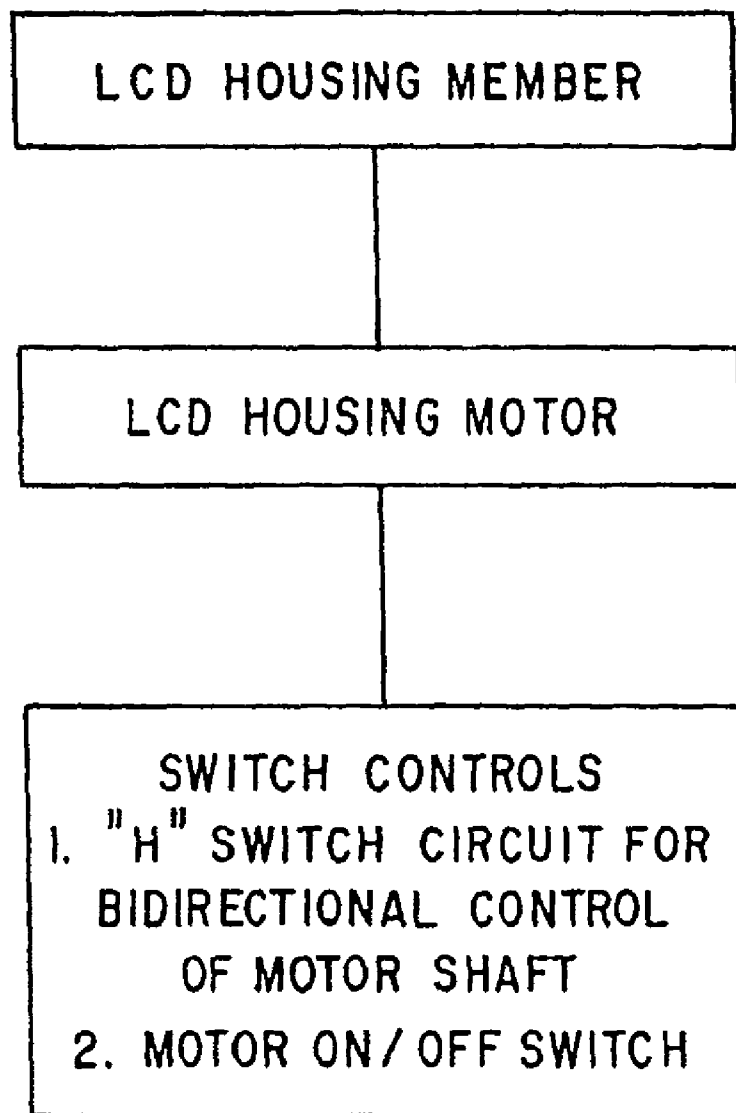 LCD HOUSING MEMBER
LCD HOUSING MOTOR
SWITCH CONTROLS
1. "H" SWITCH CIRCUIT FOR
BIDIRECTIONAL CONTROL
OF MOTOR SHAFT
2. MOTOR ON/OFF SWITCH